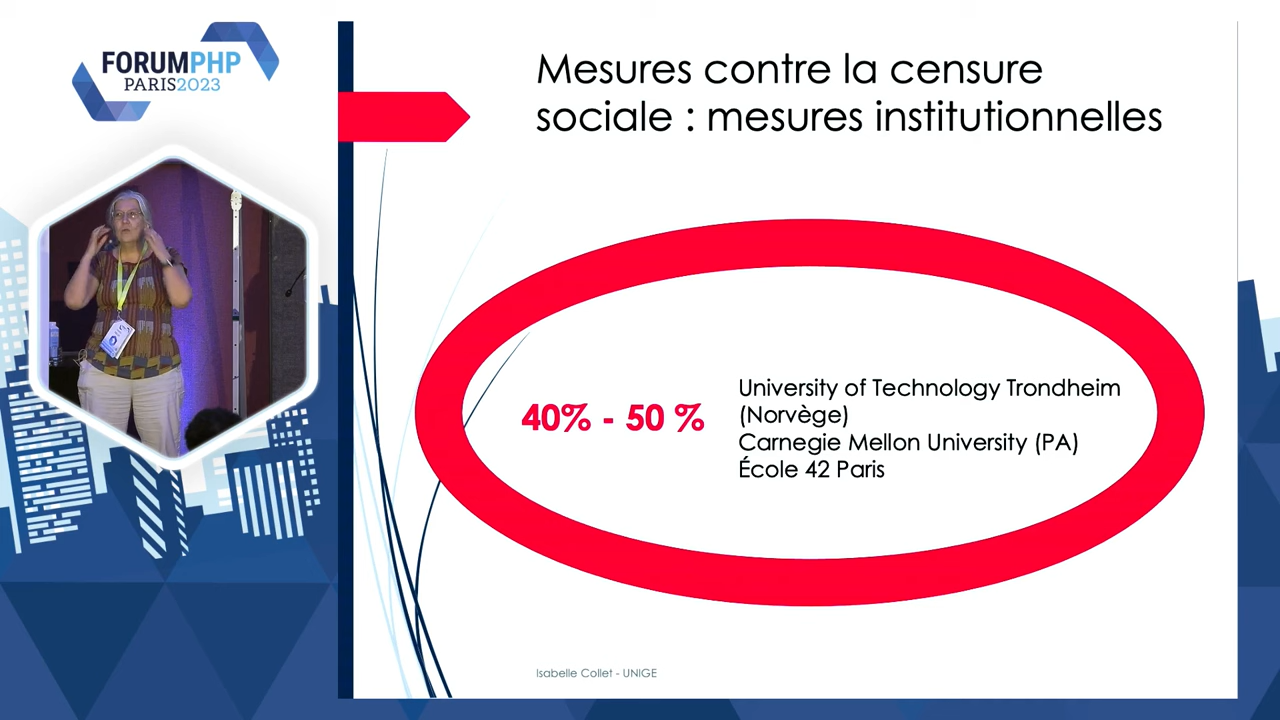 FORUMPHP
PARIS2023
Mesures contre la censure
sociale : mesures institutionnelles
40% - 50 %
University of Technology Trondheim
(Norvège)
Carnegie Mellon University (PA)
École 42 Paris
Isabelle Collet - UNIGE